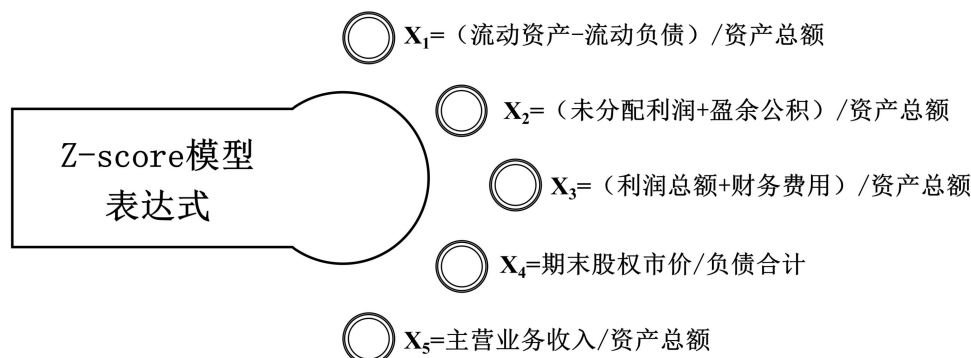 X₁=（流动资产-流动负债）/资产总额
X₂=（未分配利润+盈余公积）/资产总额
Z-score模型
表达式
X₃=（利润总额+财务费用）/资产总额
X₄=期末股权市价/负债合计
X₅=主营业务收入/资产总额